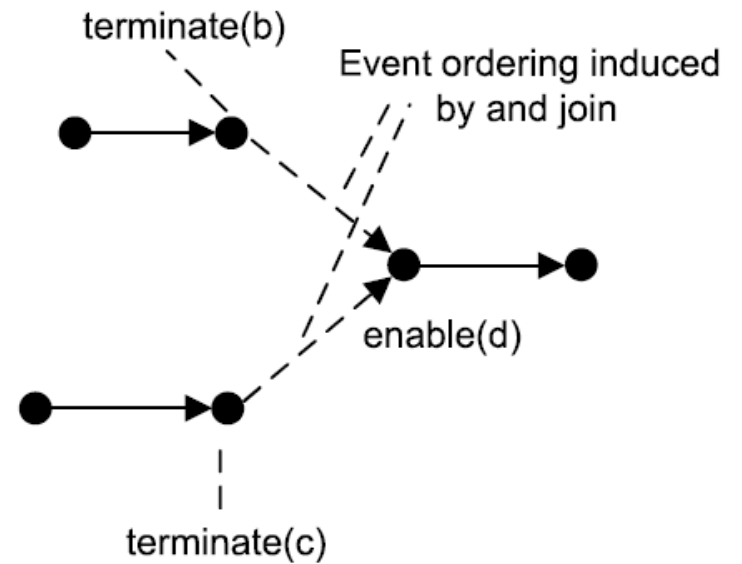 terminate(b)
Event ordering induced
by and join
enable(d)
terminate(c)